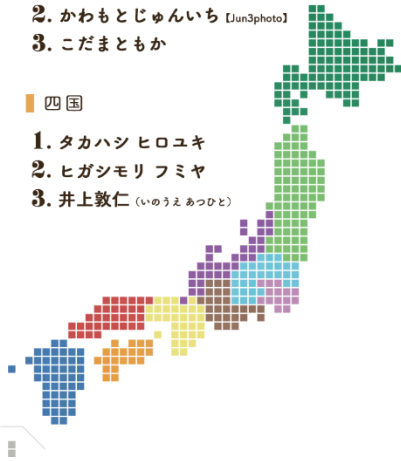 2. かわもとじゅんいち【Jun3photo】
3. こだまともか
四国
1. タカハシ ヒロユキ
2. ヒガシモリ フミヤ
3. 井上敦仁（いのうえ あつひと）